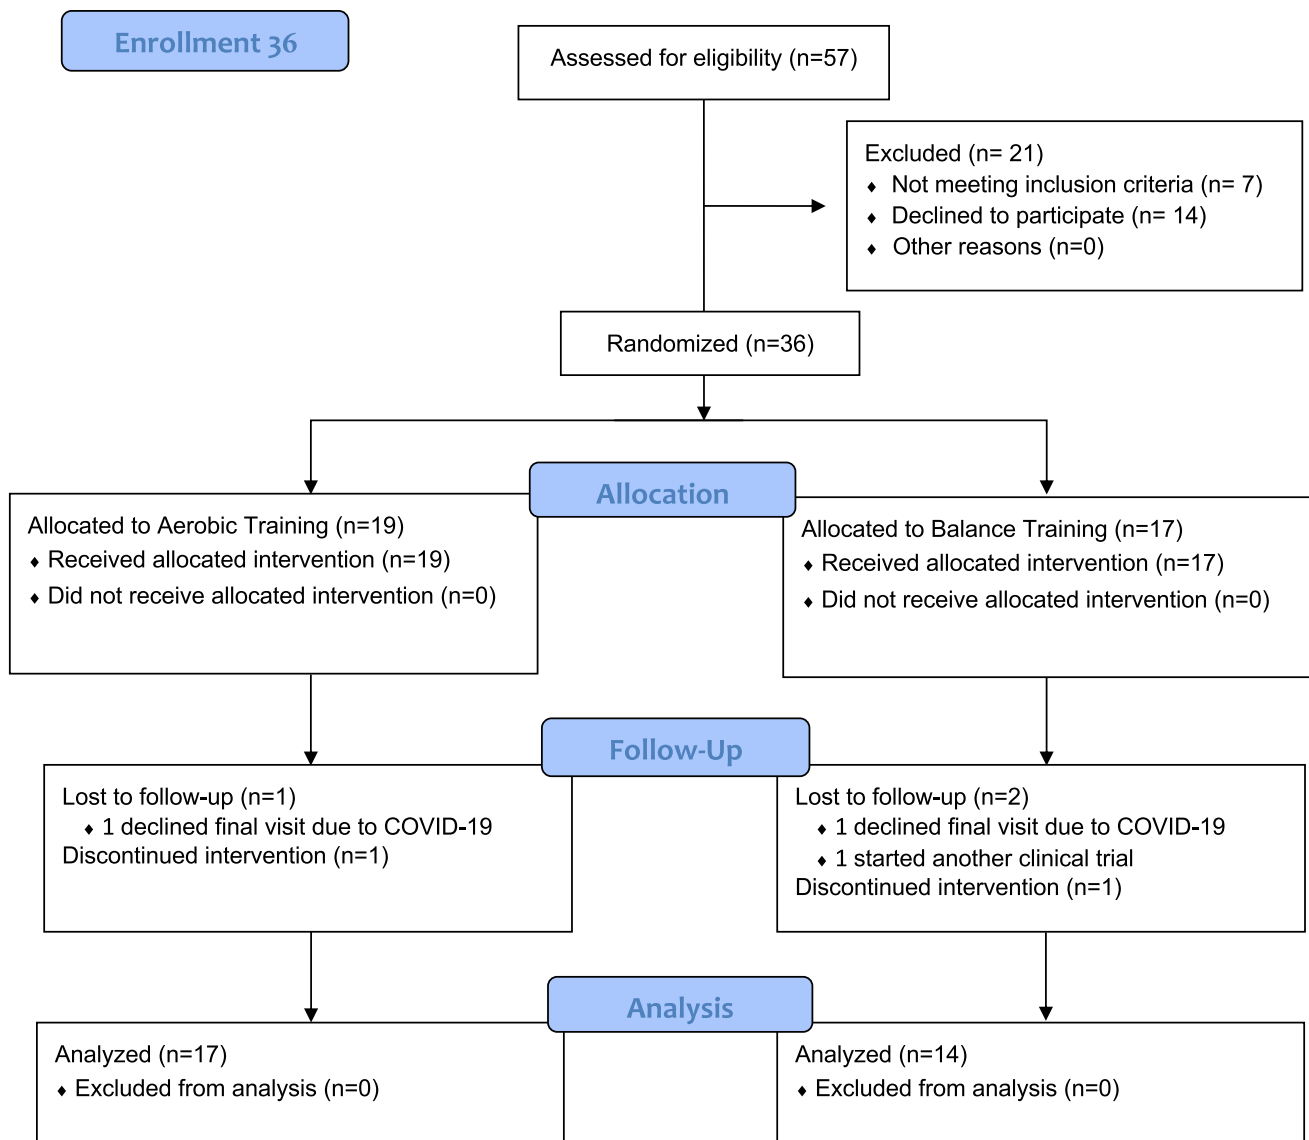 Enrollment 36
Assessed for eligibility (n=57)
Excluded (n= 21)
♦ Not meeting inclusion criteria (n= 7)
♦ Declined to participate (n= 14)
♦ Other reasons (n=0)
Randomized (n=36)
Allocation
Allocated to Aerobic Training (n=19)
♦ Received allocated intervention (n=19)
♦ Did not receive allocated intervention (n=0)
Allocated to Balance Training (n=17)
♦ Received allocated intervention (n=17)
♦ Did not receive allocated intervention (n=0)
Follow-Up
Lost to follow-up (n=1)
♦ 1 declined final visit due to COVID-19
Discontinued intervention (n=1)
Lost to follow-up (n=2)
♦ 1 declined final visit due to COVID-19
♦ 1 started another clinical trial
Discontinued intervention (n=1)
Analysis
Analyzed (n=17)
♦ Excluded from analysis (n=0)
Analyzed (n=14)
♦ Excluded from analysis (n=0)